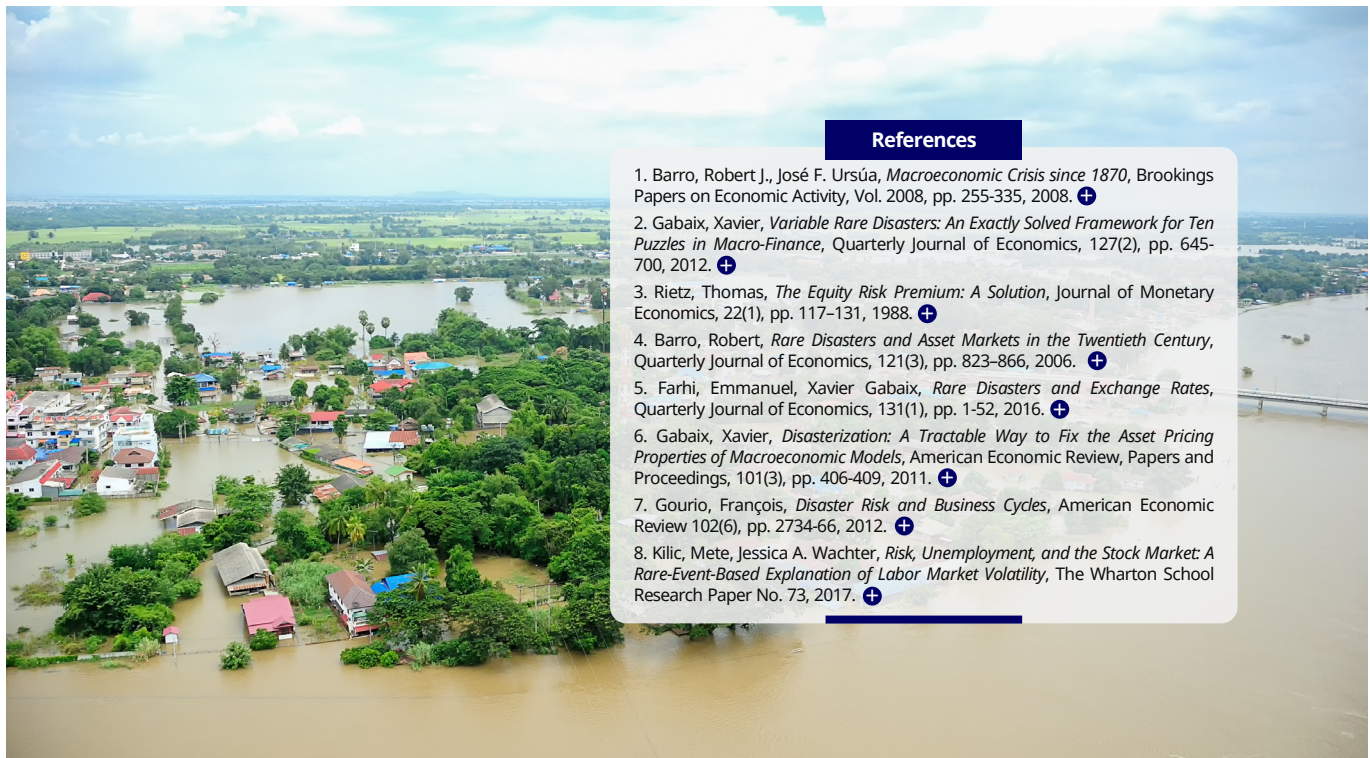 References
1. Barro, Robert J., José F. Ursúa, Macroeconomic Crisis since 1870, Brookings
Papers on Economic Activity, Vol. 2008, pp. 255-335, 2008.
2. Gabaix, Xavier, Variable Rare Disasters: An Exactly Solved Framework for Ten
Puzzles in Macro-Finance, Quarterly Journal of Economics, 127(2), pp. 645-
700, 2012.
3. Rietz, Thomas, The Equity Risk Premium: A Solution, Journal of Monetary
Economics, 22(1), pp. 117–131, 1988.
4. Barro, Robert, Rare Disasters and Asset Markets in the Twentieth Century,
Quarterly Journal of Economics, 121(3), pp. 823–866, 2006.
5. Farhi, Emmanuel, Xavier Gabaix, Rare Disasters and Exchange Rates,
Quarterly Journal of Economics, 131(1), pp. 1-52, 2016.
6. Gabaix, Xavier, Disasterization: A Tractable Way to Fix the Asset Pricing
Properties of Macroeconomic Models, American Economic Review, Papers and
Proceedings, 101(3), pp. 406-409, 2011.
7. Gourio, François, Disaster Risk and Business Cycles, American Economic
Review 102(6), pp. 2734-66, 2012.
8. Kilic, Mete, Jessica A. Wachter, Risk, Unemployment, and the Stock Market: A
Rare-Event-Based Explanation of Labor Market Volatility, The Wharton School
Research Paper No. 73, 2017.